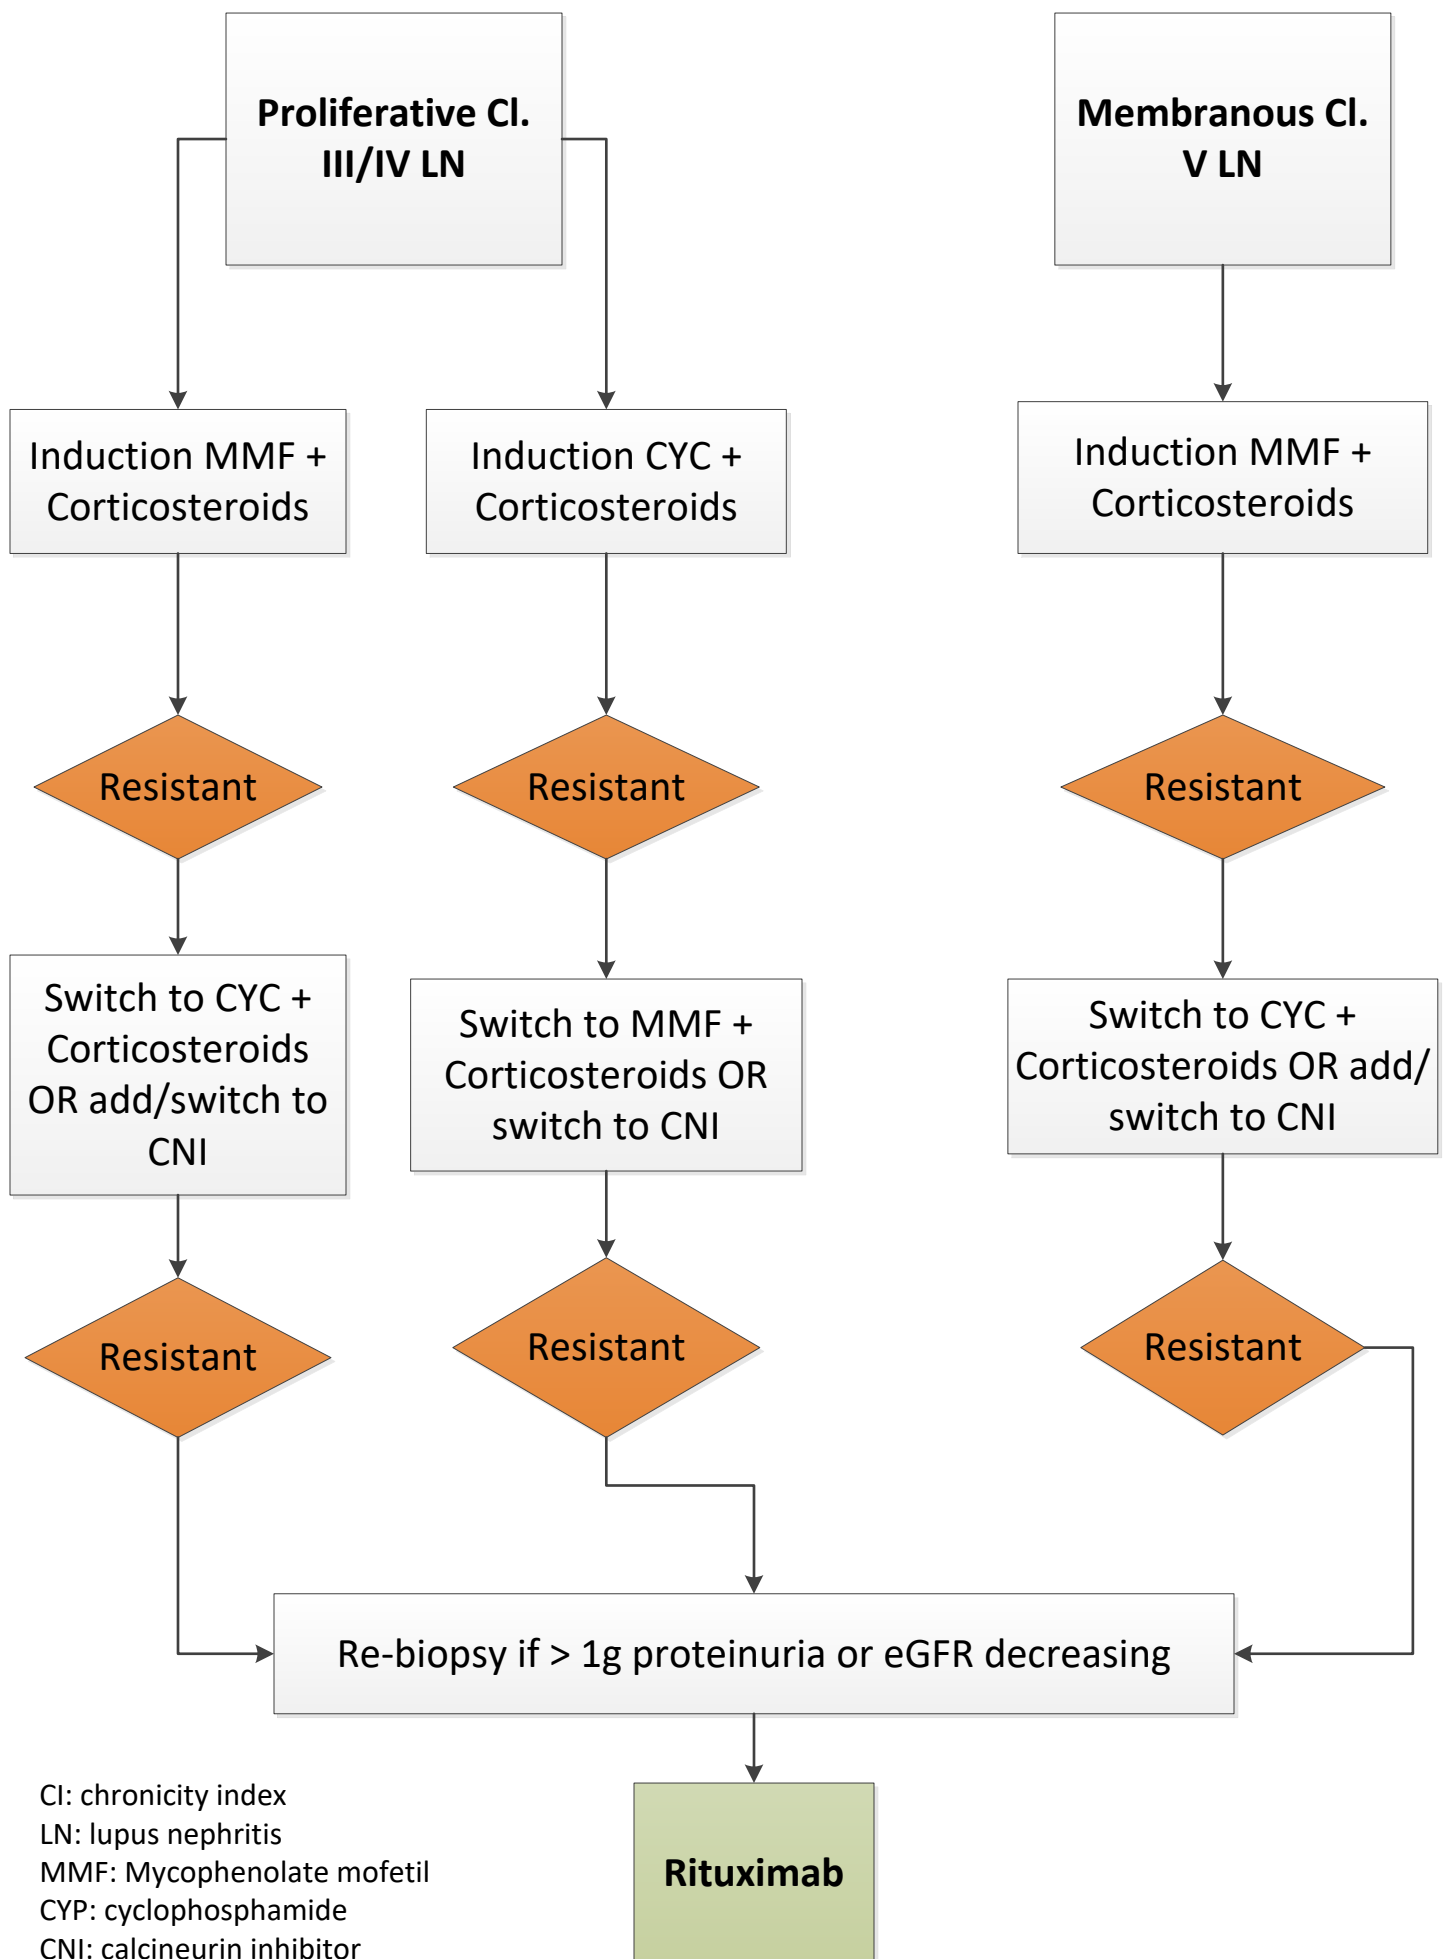 Proliferative Cl.
III/IV LN
Membranous Cl.
V LN
Induction MMF +
Corticosteroids
Induction CYC +
Corticosteroids
Induction MMF +
Corticosteroids
Resistant
Resistant
Resistant
Switch to CYC +
Corticosteroids
OR add/switch to
CNI
Switch to MMF +
Corticosteroids OR
switch to CNI
Switch to CYC +
Corticosteroids OR add/
switch to CNI
Resistant
Resistant
Resistant
Re-biopsy if > 1g proteinuria or eGFR decreasing
CI: chronicity index
LN: lupus nephritis
MMF: Mycophenolate mofetil
CYP: cyclophosphamide
CNI: calcineurin inhibitor
Rituximab